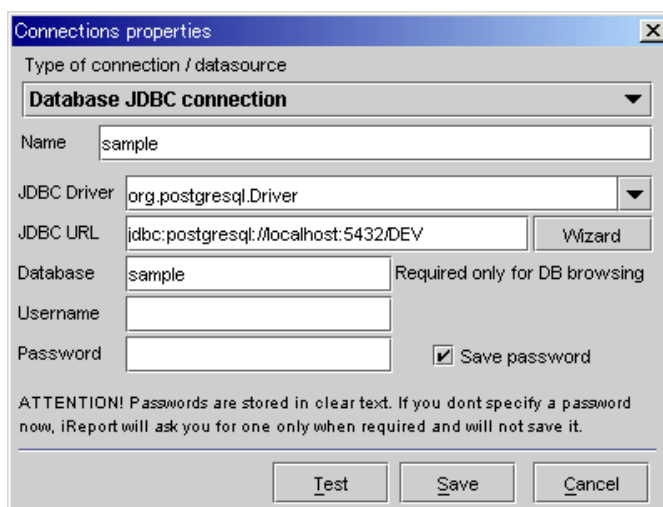 Connections properties
Type of connection / datasource
Database JDBC connection
Name sample
JDBC Driver org.postgresql.Driver
JDBC URL jdbc:postgresql://localhost:5432/DEV Wizard
Database sample Required only for DB browsing
Username
Password Save password
ATTENTION! Passwords are stored in clear text. If you dont specify a password
now, iReport will ask you for one only when required and will not save it.
Test Save Cancel